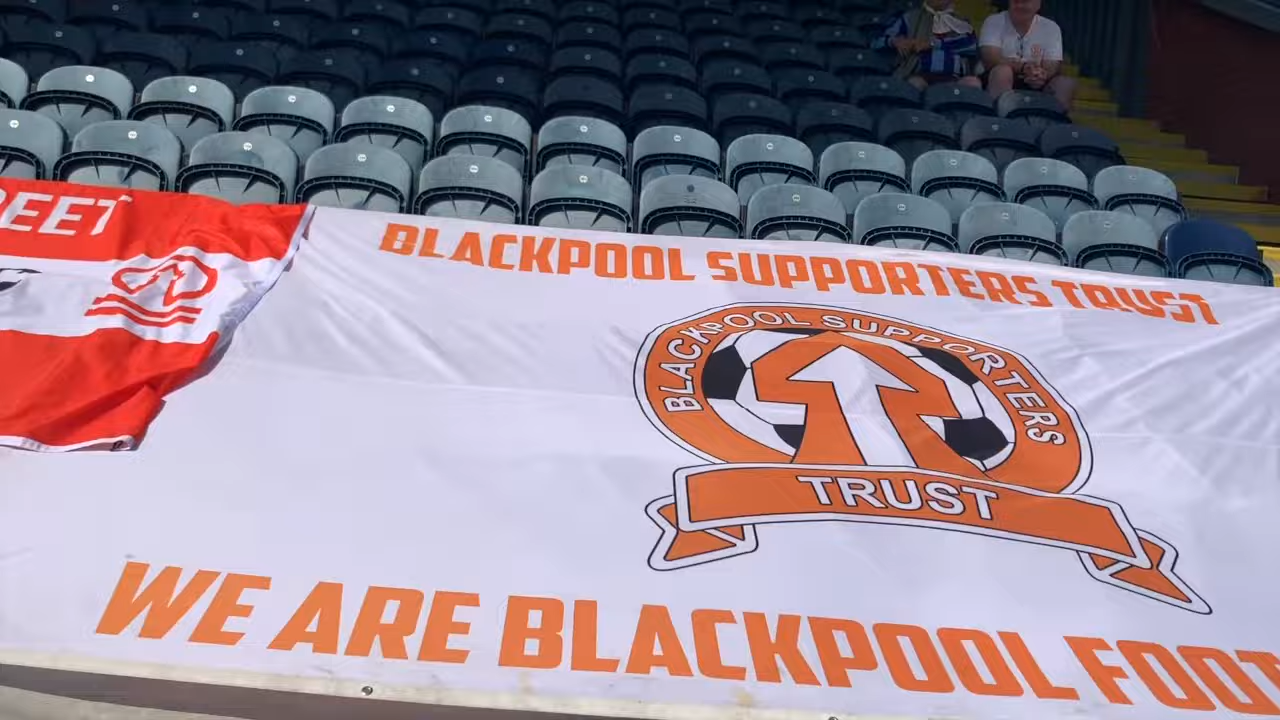 REET
BLACKPOOL SUPPORTERS TRUST
BLACKPOOL SUPPORTERS
TRUST
WE ARE BLACKPOOL FOOT